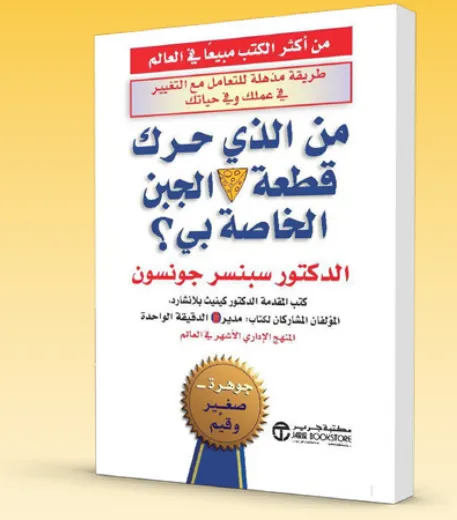 من أكثر الكتب مبيعًا في العالم
طريقة مذهلة للتعامل مع التغيير
في عملك وفي حياتك
من الذي حرك
قطعة الجبن
الخاصة بي؟
الدكتور سبنسر جونسون
كتب المقدمة الدكتور كينيث بلانشارد،
المؤلفان المشاركان لكتاب: مدير الدقيقة الواحدة
المنهج الإداري الأشهر في العالم
جوهرة ـ
صغير
وقيم
مكتبة جرير
JARIR BOOKSTORE